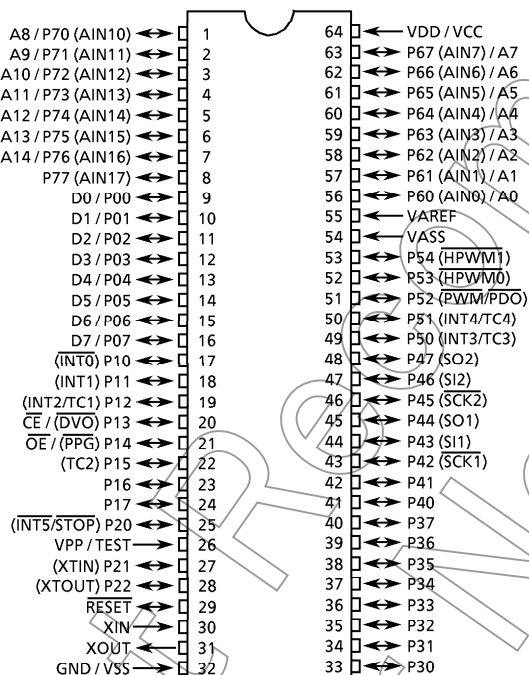 A8 / P70 (AIN10) 1 64 VDD / VCC
A9 / P71 (AIN11) 2 63 P67 (AIN7) / A7
A10 / P72 (AIN12) 3 62 P66 (AIN6) / A6
A11 / P73 (AIN13) 4 61 P65 (AIN5) / A5
A12 / P74 (AIN14) 5 60 P64 (AIN4) / A4
A13 / P75 (AIN15) 6 59 P63 (AIN3) / A3
A14 / P76 (AIN16) 7 58 P62 (AIN2) / A2
P77 (AIN17) 8 57 P61 (AIN1) / A1
D0 / P00 9 56 P60 (AIN0) / A0
D1 / P01 10 55 VAREF
D2 / P02 11 54 VASS
D3 / P03 12 53 P54 (HPWM1)
D4 / P04 13 52 P53 (HPWM0)
D5 / P05 14 51 P52 (PWM/PDO)
D6 / P06 15 50 P51 (INT4/TC4)
D7 / P07 16 49 P50 (INT3/TC3)
(INT0) P10 17 48 P47 (SO2)
(INT1) P11 18 47 P46 (SI2)
(INT2/TC1) P12 19 46 P45 (SCK2)
CE / (DVO) P13 20 45 P44 (SO1)
OE / (PPG) P14 21 44 P43 (SI1)
(TC2) P15 22 43 P42 (SCK1)
P16 23 42 P41
P17 24 41 P40
(INT5/STOP) P20 25 40 P37
VPP / TEST 26 39 P36
(XTIN) P21 27 38 P35
(XTOUT) P22 28 37 P34
RESET 29 36 P33
XIN 30 35 P32
XOUT 31 34 P31
GND / VSS 32 33 P30